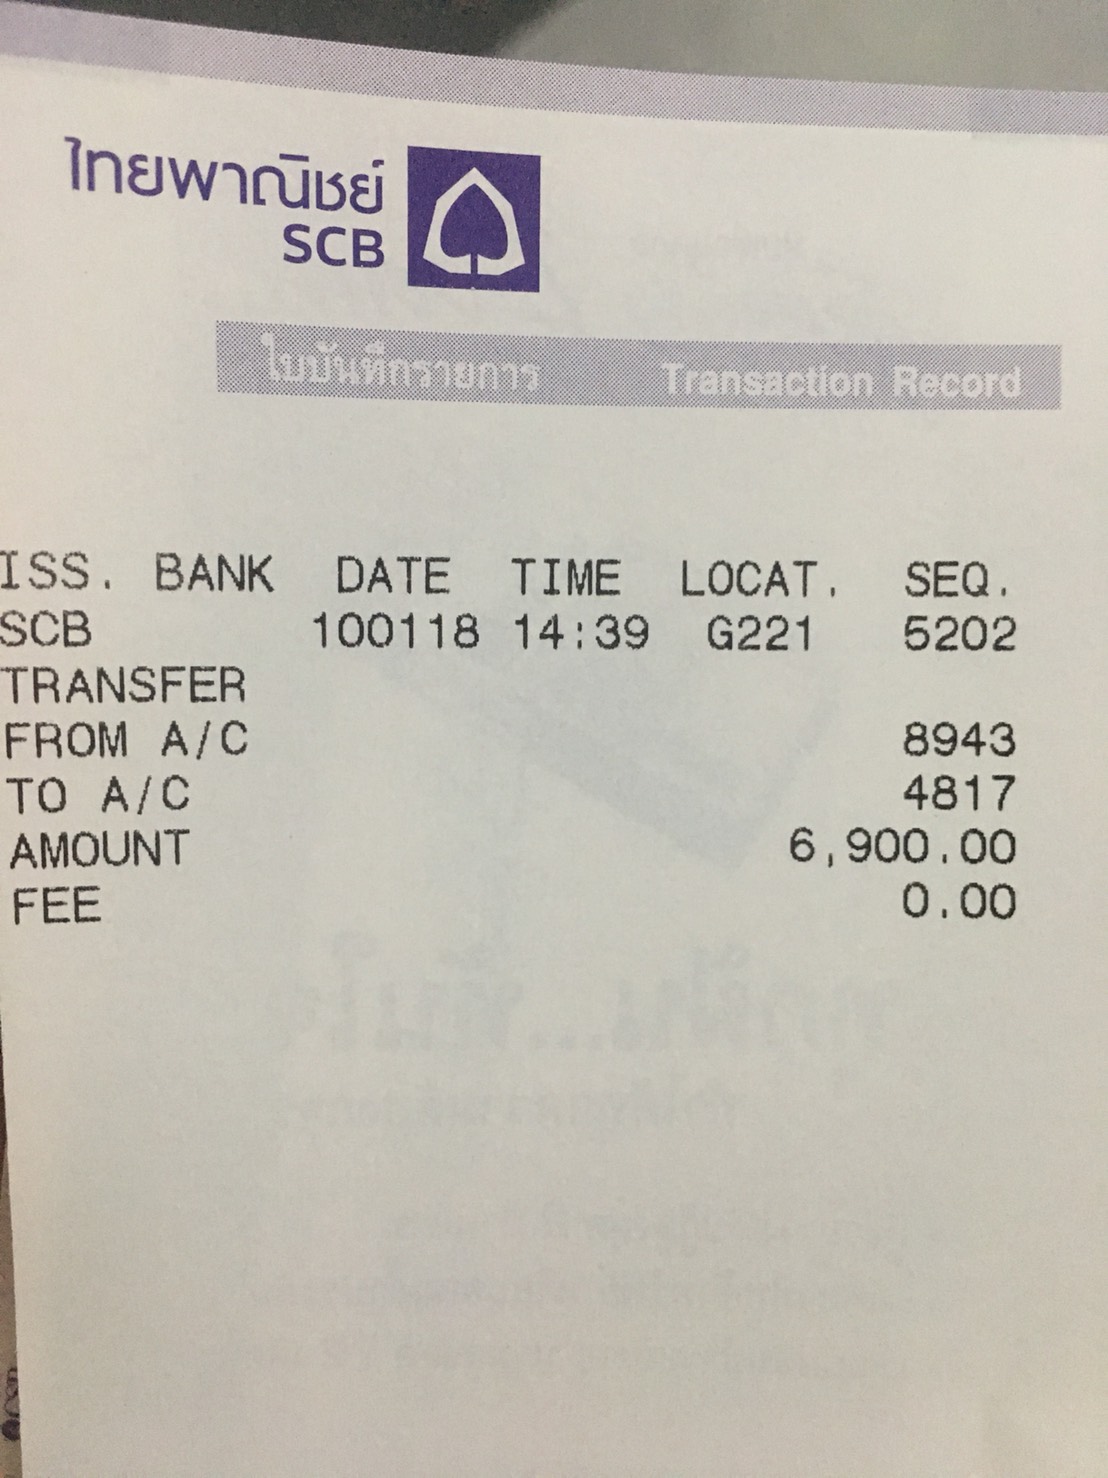 ไทยพาณิชย์
SCB
ใบบันทึกรายการ Transaction Record
ISS. BANK DATE TIME LOCAT. SEQ.
SCB 100118 14:39 G221 5202
TRANSFER
FROM A/C 8943
TO A/C 4817
AMOUNT 6,900.00
FEE 0.00